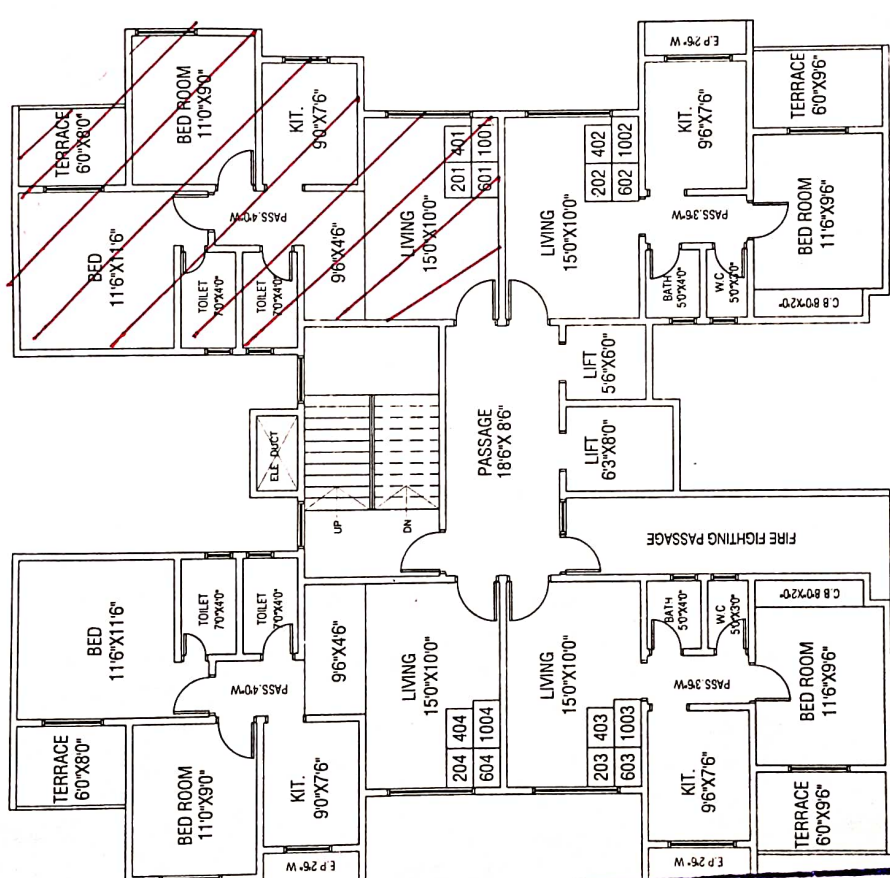 TERRACE
6'0"X8'0"
BED ROOM
11'0"X9'0"
BED
11'6"X11'6"
KIT.
9'0"X7'6"
PASS.4'0"W
TOILET
7'0"X4'0"
TOILET
7'0"X4'0"
9'6"X4'6"
LIVING
15'0"X10'0"
201 401
601 1001
E.P 2'6" W
KIT.
9'6"X7'6"
TERRACE
6'0"X9'6"
LIVING
15'0"X10'0"
202 402
602 1002
PASS.3'6"W
BED ROOM
11'6"X9'6"
BATH
5'0"X4'0"
W.C
5'0"X3'0"
C.B 8'0"X2'0"
LIFT
5'6"X6'0"
LIFT
6'3"X8'0"
PASSAGE
18'6"X 8'6"
ELE DUCT
UP
DN
FIRE FIGHTING PASSAGE
BED
11'6"X11'6"
TOILET
7'0"X4'0"
TOILET
7'0"X4'0"
PASS.4'0"W
9'6"X4'6"
TERRACE
6'0"X8'0"
BED ROOM
11'0"X9'0"
KIT.
9'0"X7'6"
E.P 2'6" W
LIVING
15'0"X10'0"
204 404
604 1004
LIVING
15'0"X10'0"
203 403
603 1003
BATH
5'0"X4'0"
W.C
5'0"X3'0"
C.B 8'0"X2'0"
PASS.3'6"W
BED ROOM
11'6"X9'6"
KIT.
9'6"X7'6"
E.P 2'6" W
TERRACE
6'0"X9'6"